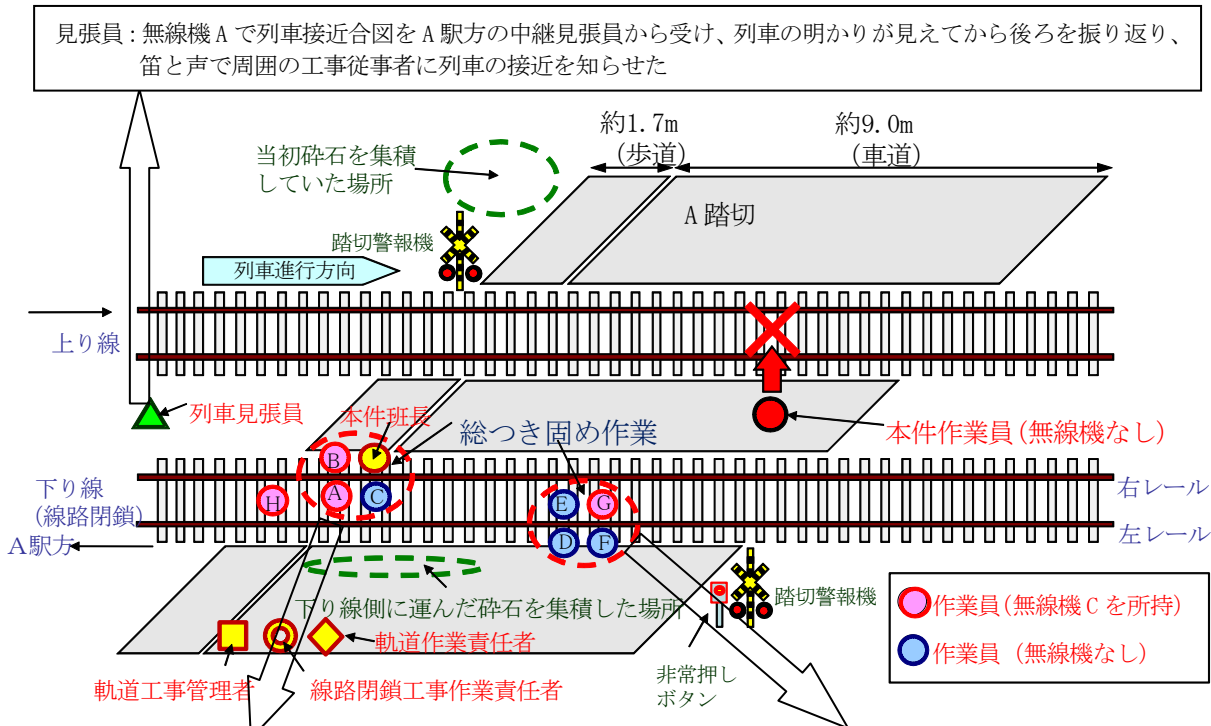 見張員：無線機 A で列車接近合図を A 駅方の中継見張員から受け、列車の明かりが見えてから後ろを振り返り、
笛と声で周囲の工事従事者に列車の接近を知らせた
約1.7m
(歩道)
約9.0m
(車道)
当初砕石を集積
していた場所
A 踏切
踏切警報機
列車進行方向
上り線
列車見張員
本件班長
総つき固め作業
本件作業員(無線機なし)
B
H
A
C
E
G
D
F
下り線
(線路閉鎖)
A駅方
右レール
左レール
下り線側に運んだ砕石を集積した場所
踏切警報機
作業員(無線機 C を所持)
作業員 (無線機なし)
軌道作業責任者
軌道工事管理者
線路閉鎖工事作業責任者
非常押し
ボタン